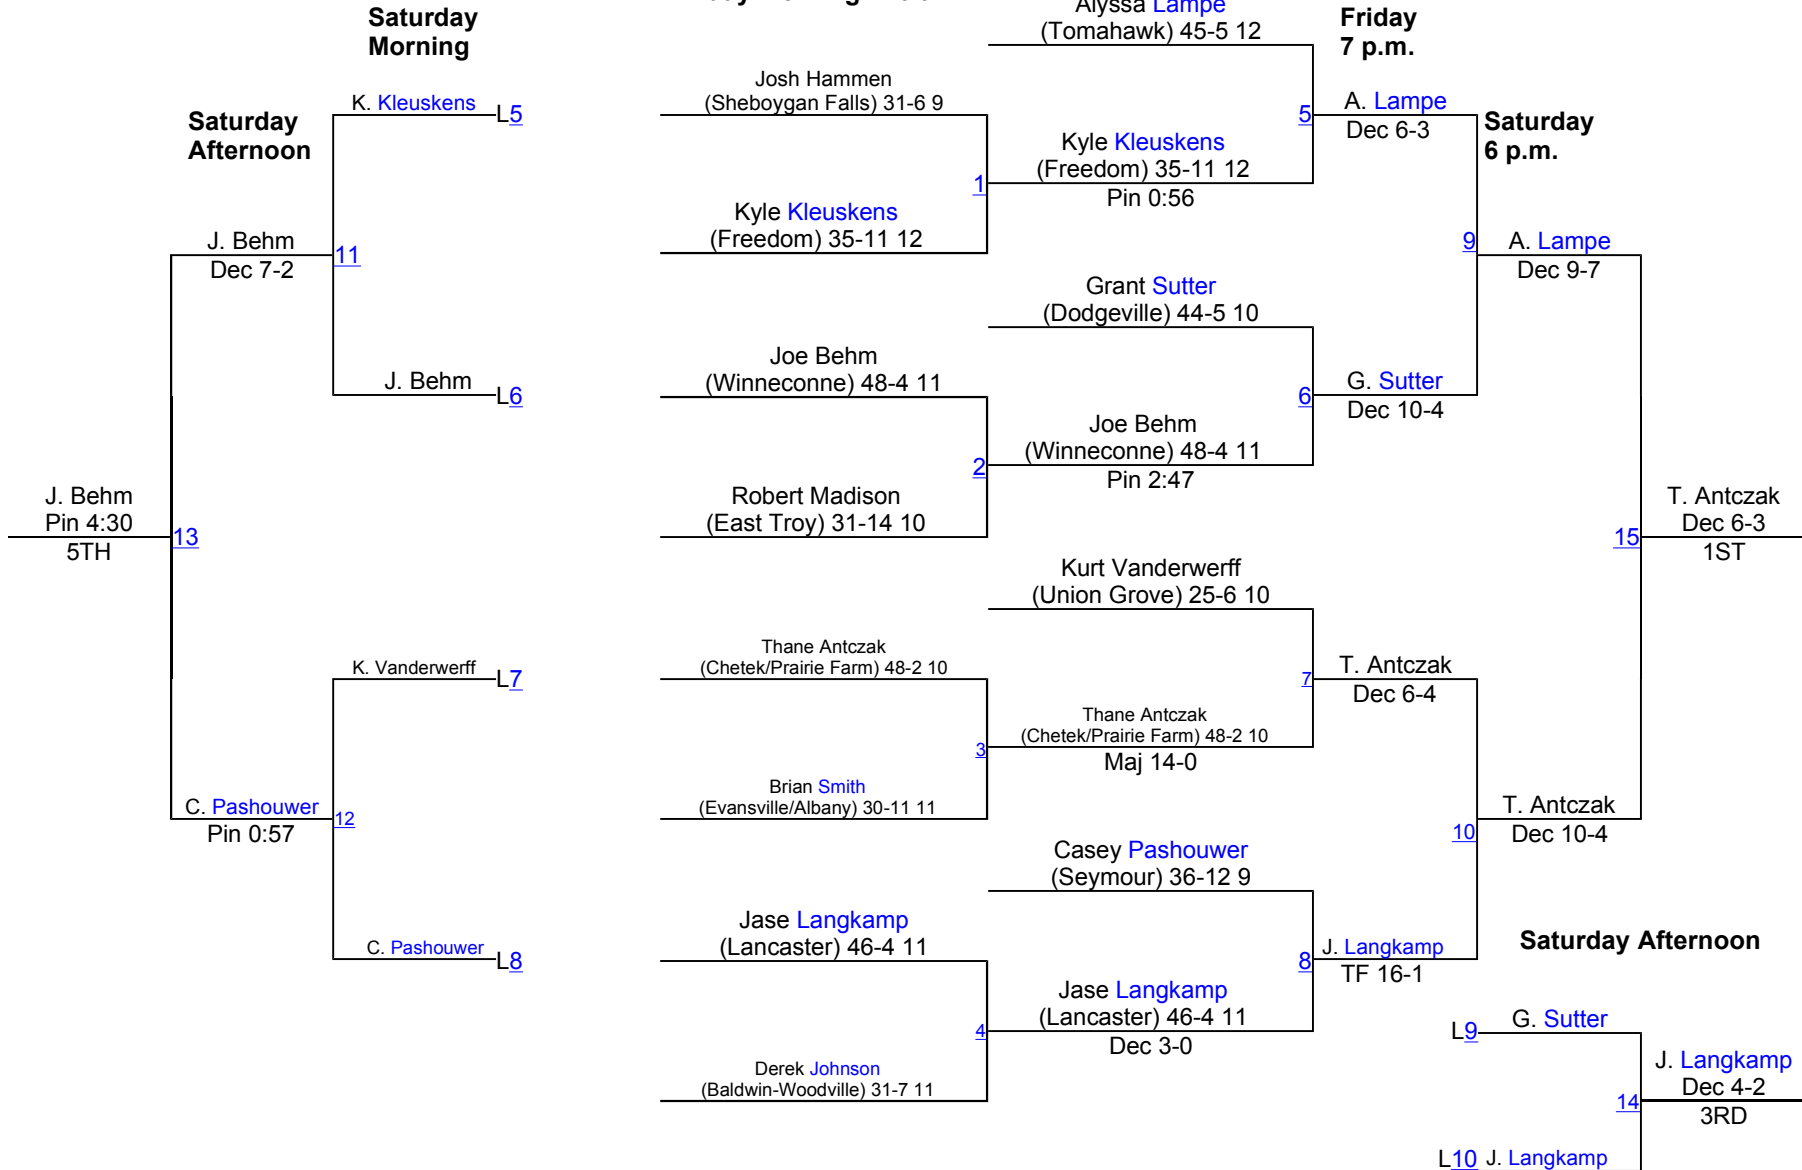 Saturday
Morning
Alyssa Lampe
(Tomahawk) 45-5 12
Friday
7 p.m.
Josh Hammen
(Sheboygan Falls) 31-6 9
K. Kleuskens
L5
5
A. Lampe
Dec 6-3
Saturday
Afternoon
Saturday
6 p.m.
Kyle Kleuskens
(Freedom) 35-11 12
Pin 0:56
1
Kyle Kleuskens
(Freedom) 35-11 12
J. Behm
Dec 7-2
11
9
A. Lampe
Dec 9-7
Grant Sutter
(Dodgeville) 44-5 10
Joe Behm
(Winneconne) 48-4 11
J. Behm
L6
6
G. Sutter
Dec 10-4
Joe Behm
(Winneconne) 48-4 11
Pin 2:47
2
Robert Madison
(East Troy) 31-14 10
J. Behm
Pin 4:30
5TH
13
15
T. Antczak
Dec 6-3
1ST
Kurt Vanderwerff
(Union Grove) 25-6 10
Thane Antczak
(Chetek/Prairie Farm) 48-2 10
K. Vanderwerff
L7
7
T. Antczak
Dec 6-4
Thane Antczak
(Chetek/Prairie Farm) 48-2 10
Maj 14-0
3
Brian Smith
(Evansville/Albany) 30-11 11
C. Pashouwer
Pin 0:57
12
10
T. Antczak
Dec 10-4
Casey Pashouwer
(Seymour) 36-12 9
Jase Langkamp
(Lancaster) 46-4 11
C. Pashouwer
L8
8
J. Langkamp
TF 16-1
Saturday Afternoon
Jase Langkamp
(Lancaster) 46-4 11
Dec 3-0
4
Derek Johnson
(Baldwin-Woodville) 31-7 11
L9
G. Sutter
J. Langkamp
Dec 4-2
3RD
14
L10 J. Langkamp